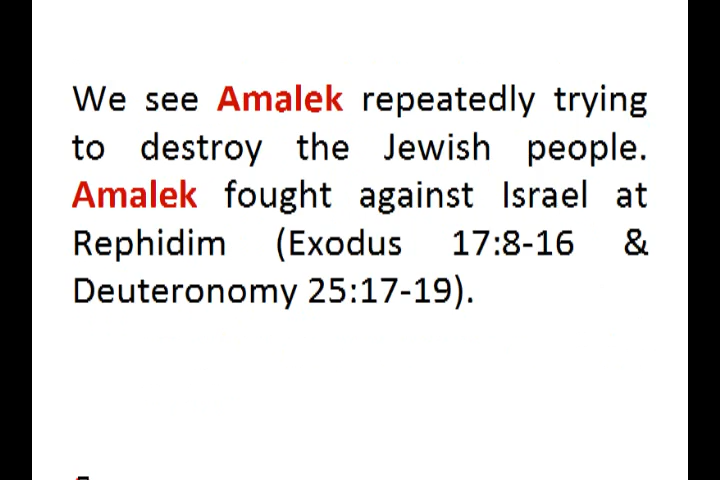 We see Amalek repeatedly trying
to destroy the Jewish people.
Amalek fought against Israel at
Rephidim (Exodus 17:8-16 &
Deuteronomy 25:17-19).